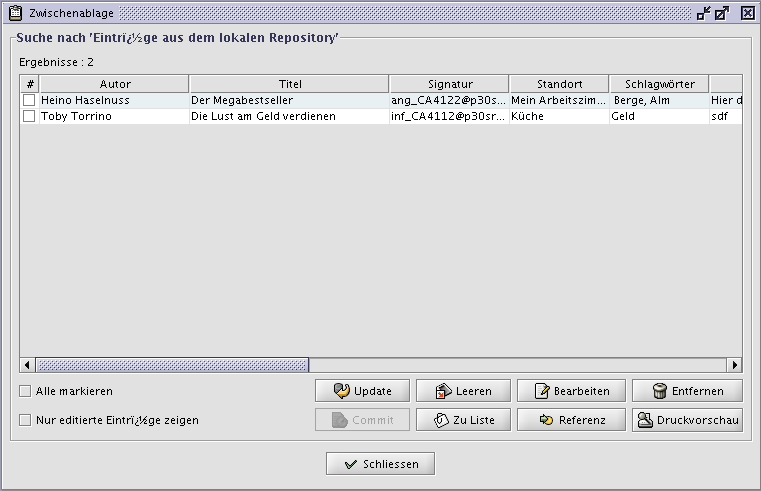 Zwischenablage
Suche nach 'Eintrï¿½ge aus dem lokalen Repository'
Ergebnisse : 2
# Autor Titel Signatur Standort Schlagwörter
Heino Haselnuss Der Megabestseller ang_CA4122@p30s... Mein Arbeitszim... Berge, Alm Hier d
Toby Torrino Die Lust am Geld verdienen inf_CA4112@p30sr... Küche Geld sdf
Alle markieren Update Leeren Bearbeiten Entfernen
Nur editierte Eintrï¿½ge zeigen Commit Zu Liste Referenz Druckvorschau
Schliessen